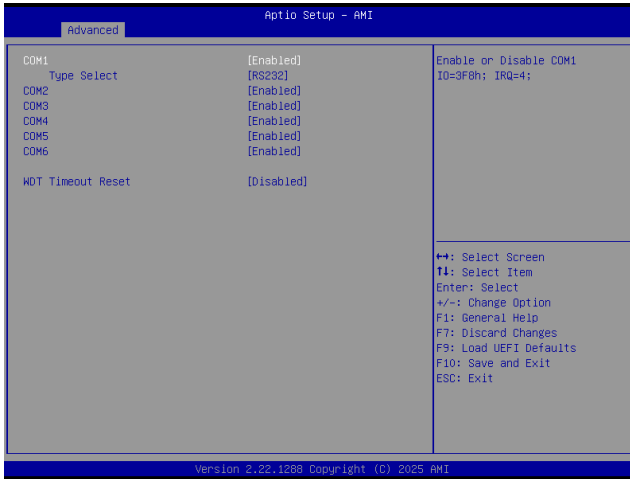 Aptio Setup – AMI
Advanced
COM1 [Enabled]
Type Select [RS232]
COM2 [Enabled]
COM3 [Enabled]
COM4 [Enabled]
COM5 [Enabled]
COM6 [Enabled]
WDT Timeout Reset [Disabled]
Enable or Disable COM1
IO=3F8h; IRQ=4;
↔: Select Screen
↑↓: Select Item
Enter: Select
+/-: Change Option
F1: General Help
F7: Discard Changes
F9: Load UEFI Defaults
F10: Save and Exit
ESC: Exit
Version 2.22.1288 Copyright (C) 2025 AMI